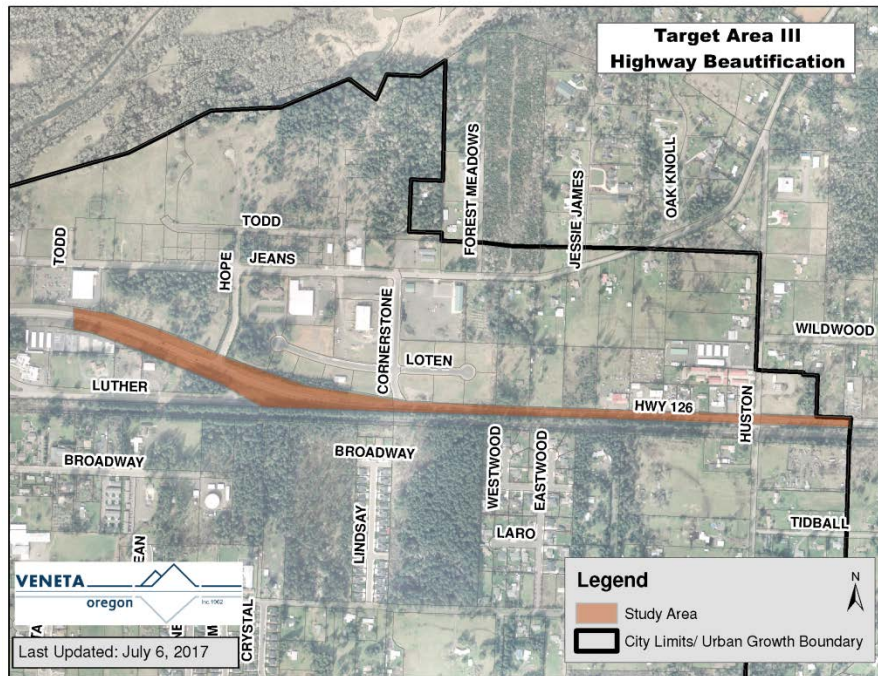 Target Area III
Highway Beautification
FOREST MEADOWS
JESSIE JAMES
OAK KNOLL
TODD
TODD
HOPE
JEANS
CORNERSTONE
WILDWOOD
LOTEN
LUTHER
HWY 126
HUSTON
BROADWAY
BROADWAY
WESTWOOD
EASTWOOD
LINDSAY
LARO
TIDBALL
EAN
CRYSTAL
VENETA
oregon
Inc. 1962
Last Updated: July 6, 2017
Legend
Study Area
City Limits/ Urban Growth Boundary
N